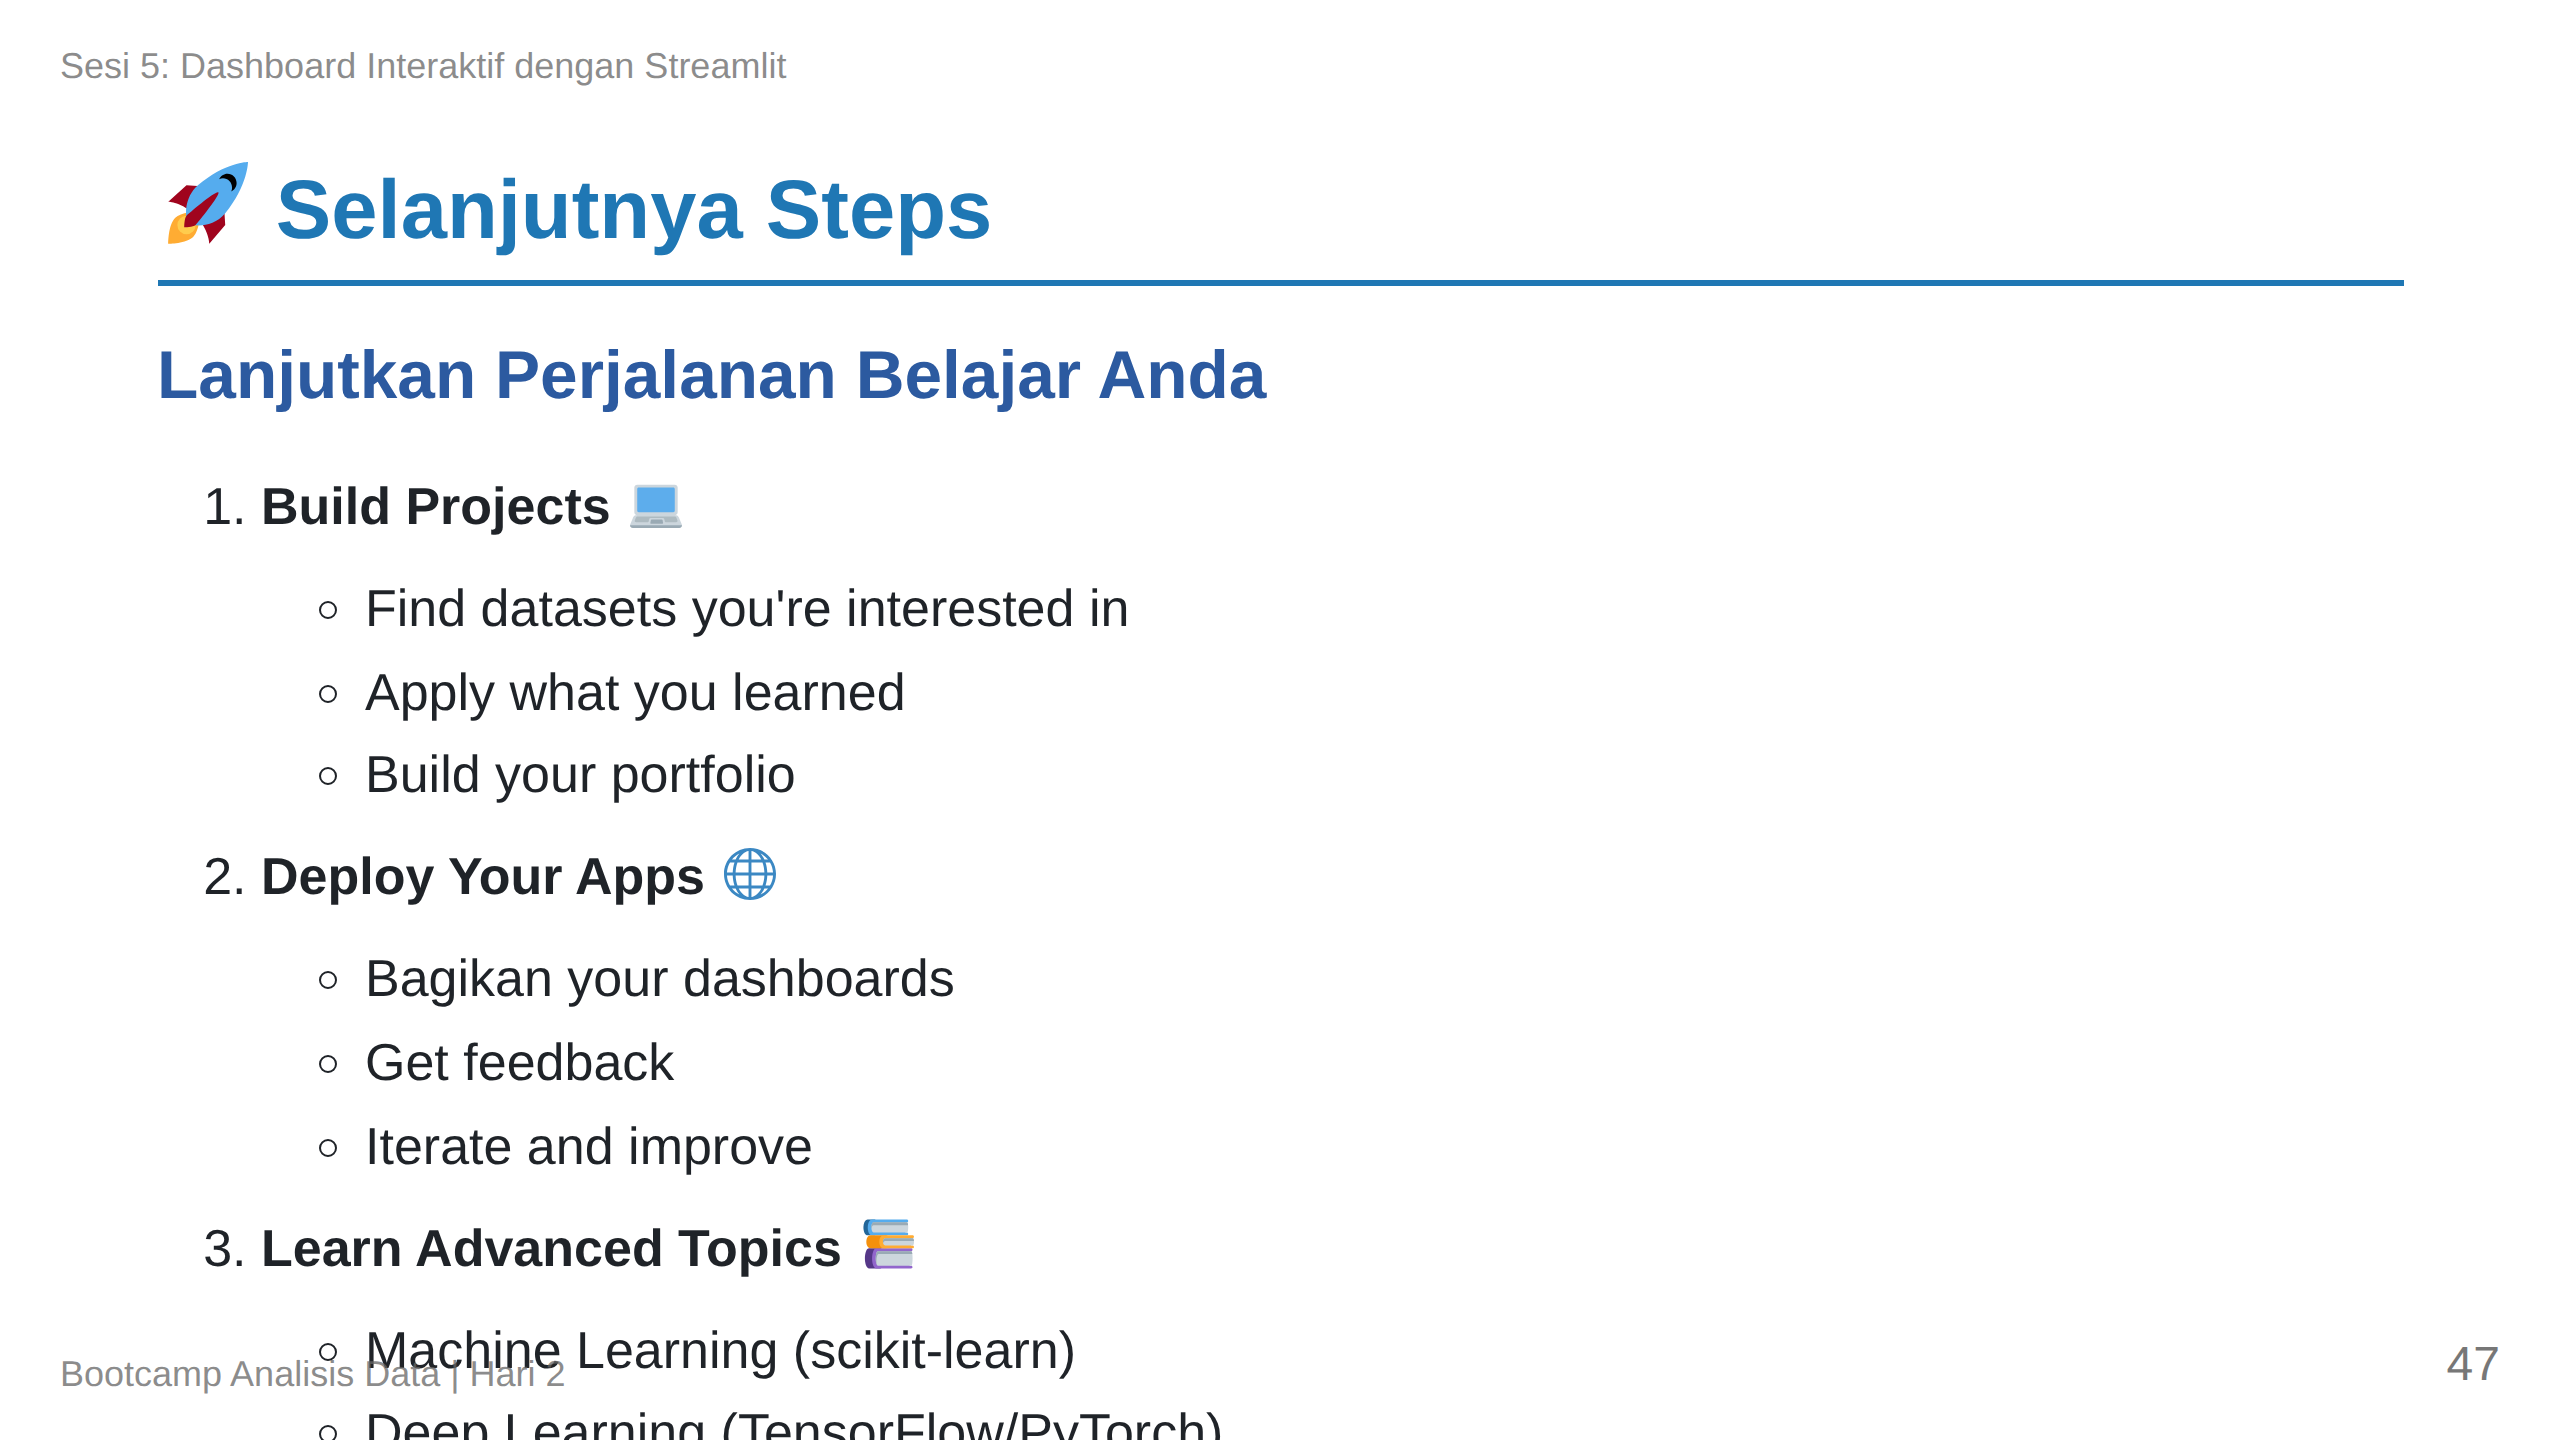 Sesi 5: Dashboard Interaktif dengan Streamlit
🚀 Selanjutnya Steps
Lanjutkan Perjalanan Belajar Anda
1. Build Projects 💻
○ Find datasets you're interested in
○ Apply what you learned
○ Build your portfolio
2. Deploy Your Apps 🌐
○ Bagikan your dashboards
○ Get feedback
○ Iterate and improve
3. Learn Advanced Topics 📚
○ Machine Learning (scikit-learn)
○ Deep Learning (TensorFlow/PyTorch)
Bootcamp Analisis Data | Hari 2
47